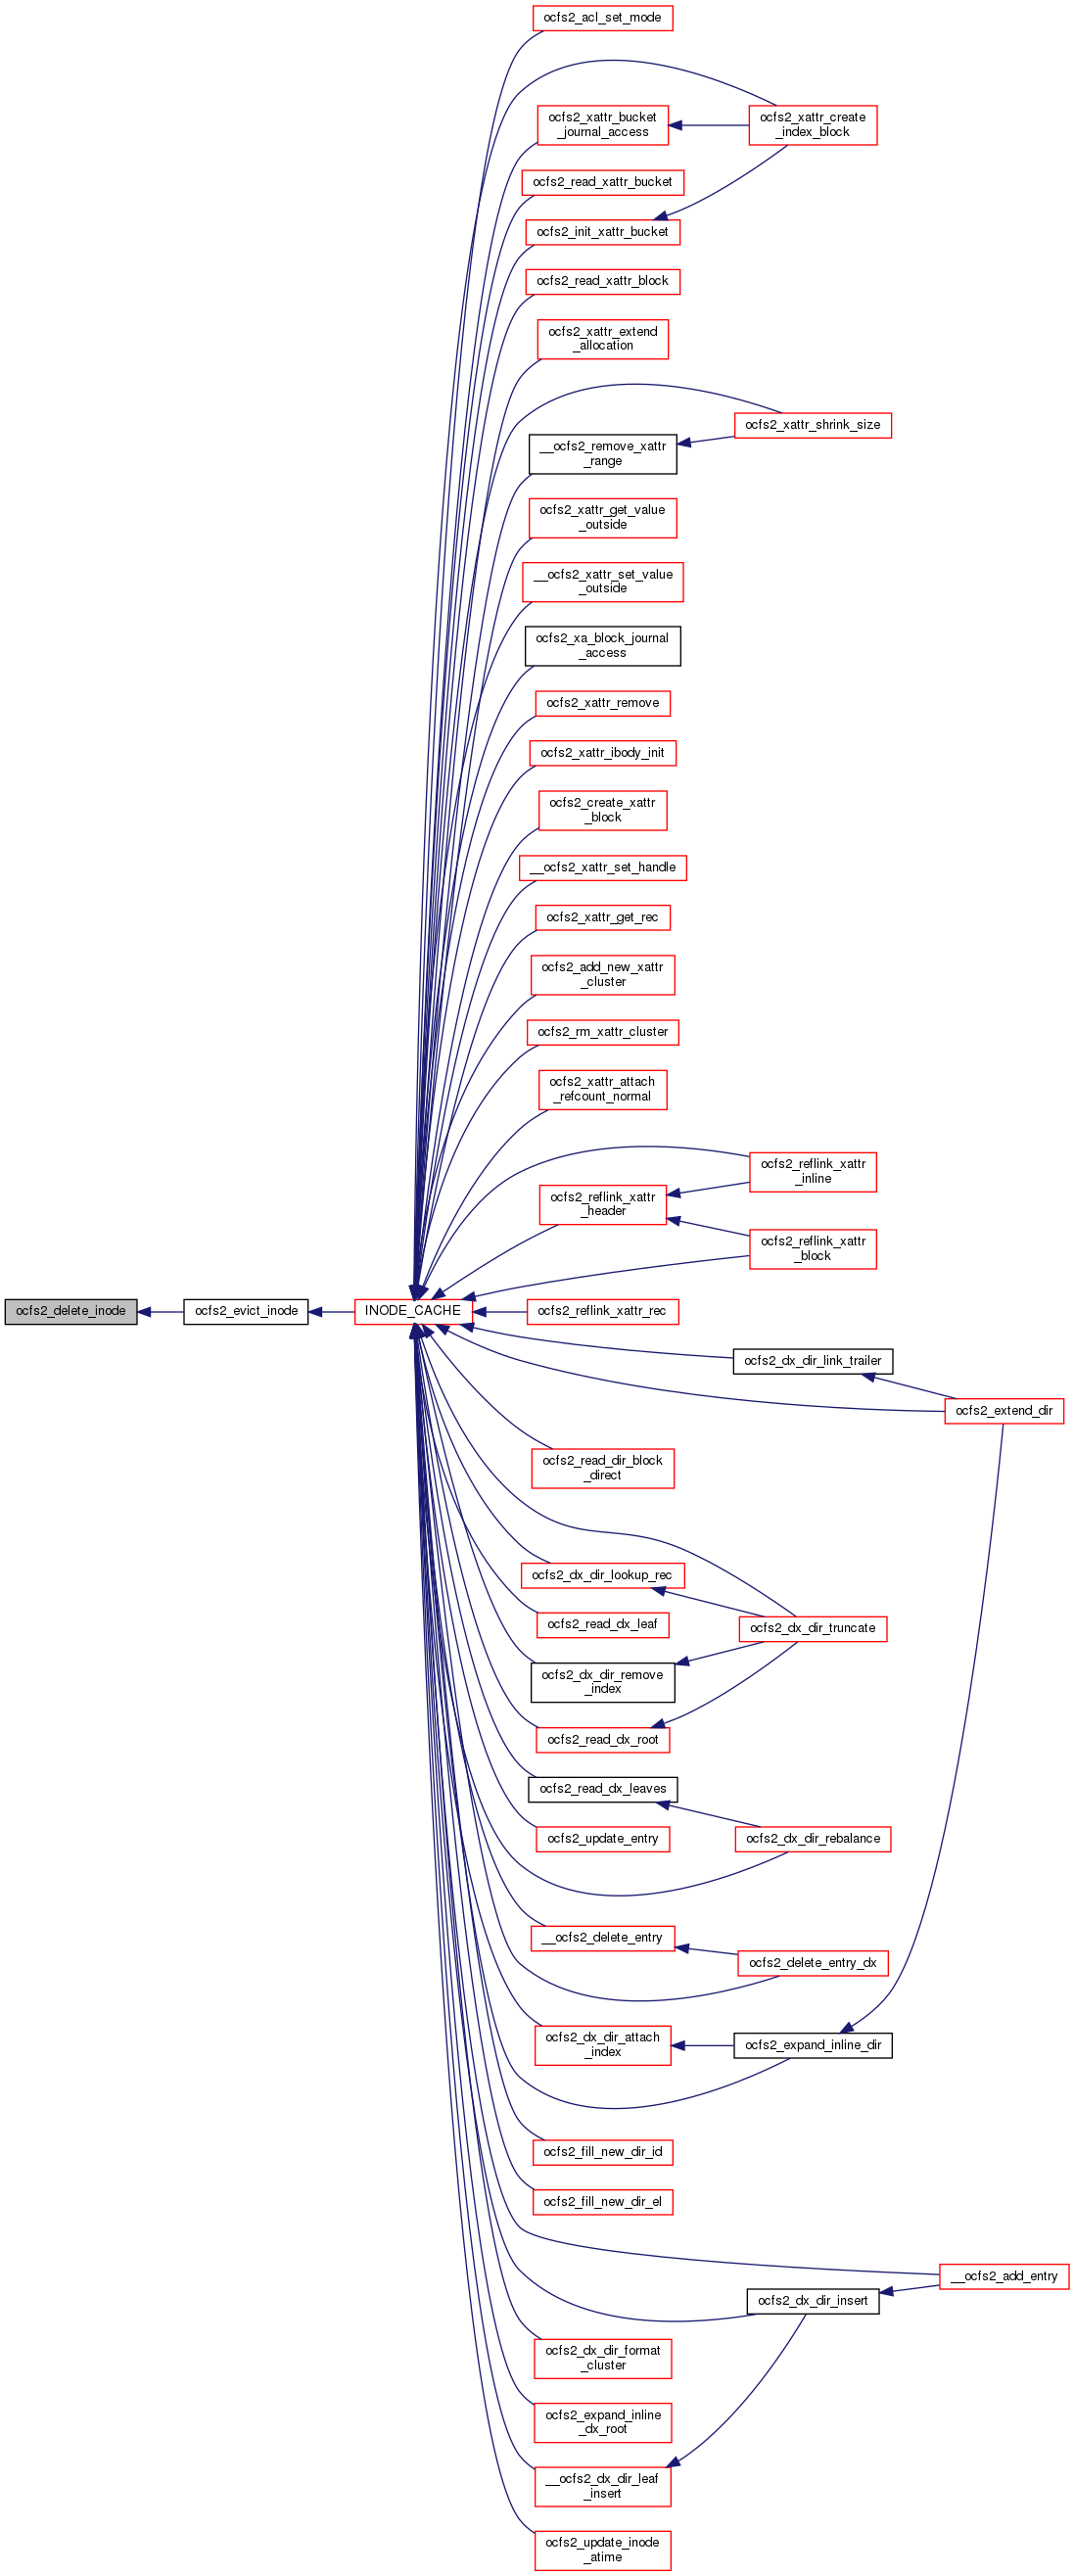 ocfs2_acl_set_mode
ocfs2_xattr_bucket
_journal_access
ocfs2_xattr_create
_index_block
ocfs2_read_xattr_bucket
ocfs2_init_xattr_bucket
ocfs2_read_xattr_block
ocfs2_xattr_extend
_allocation
ocfs2_xattr_shrink_size
__ocfs2_remove_xattr
_range
ocfs2_xattr_get_value
_outside
__ocfs2_xattr_set_value
_outside
ocfs2_xa_block_journal
_access
ocfs2_xattr_remove
ocfs2_xattr_ibody_init
ocfs2_create_xattr
_block
__ocfs2_xattr_set_handle
ocfs2_xattr_get_rec
ocfs2_add_new_xattr
_cluster
ocfs2_rm_xattr_cluster
ocfs2_xattr_attach
_refcount_normal
ocfs2_reflink_xattr
_inline
ocfs2_reflink_xattr
_header
ocfs2_reflink_xattr
_block
ocfs2_delete_inode
ocfs2_evict_inode
INODE_CACHE
ocfs2_reflink_xattr_rec
ocfs2_dx_dir_link_trailer
ocfs2_extend_dir
ocfs2_read_dir_block
_direct
ocfs2_dx_dir_lookup_rec
ocfs2_read_dx_leaf
ocfs2_dx_dir_truncate
ocfs2_dx_dir_remove
_index
ocfs2_read_dx_root
ocfs2_read_dx_leaves
ocfs2_update_entry
ocfs2_dx_dir_rebalance
__ocfs2_delete_entry
ocfs2_delete_entry_dx
ocfs2_dx_dir_attach
_index
ocfs2_expand_inline_dir
ocfs2_fill_new_dir_id
ocfs2_fill_new_dir_el
__ocfs2_add_entry
ocfs2_dx_dir_insert
ocfs2_dx_dir_format
_cluster
ocfs2_expand_inline
_dx_root
__ocfs2_dx_dir_leaf
_insert
ocfs2_update_inode
_atime